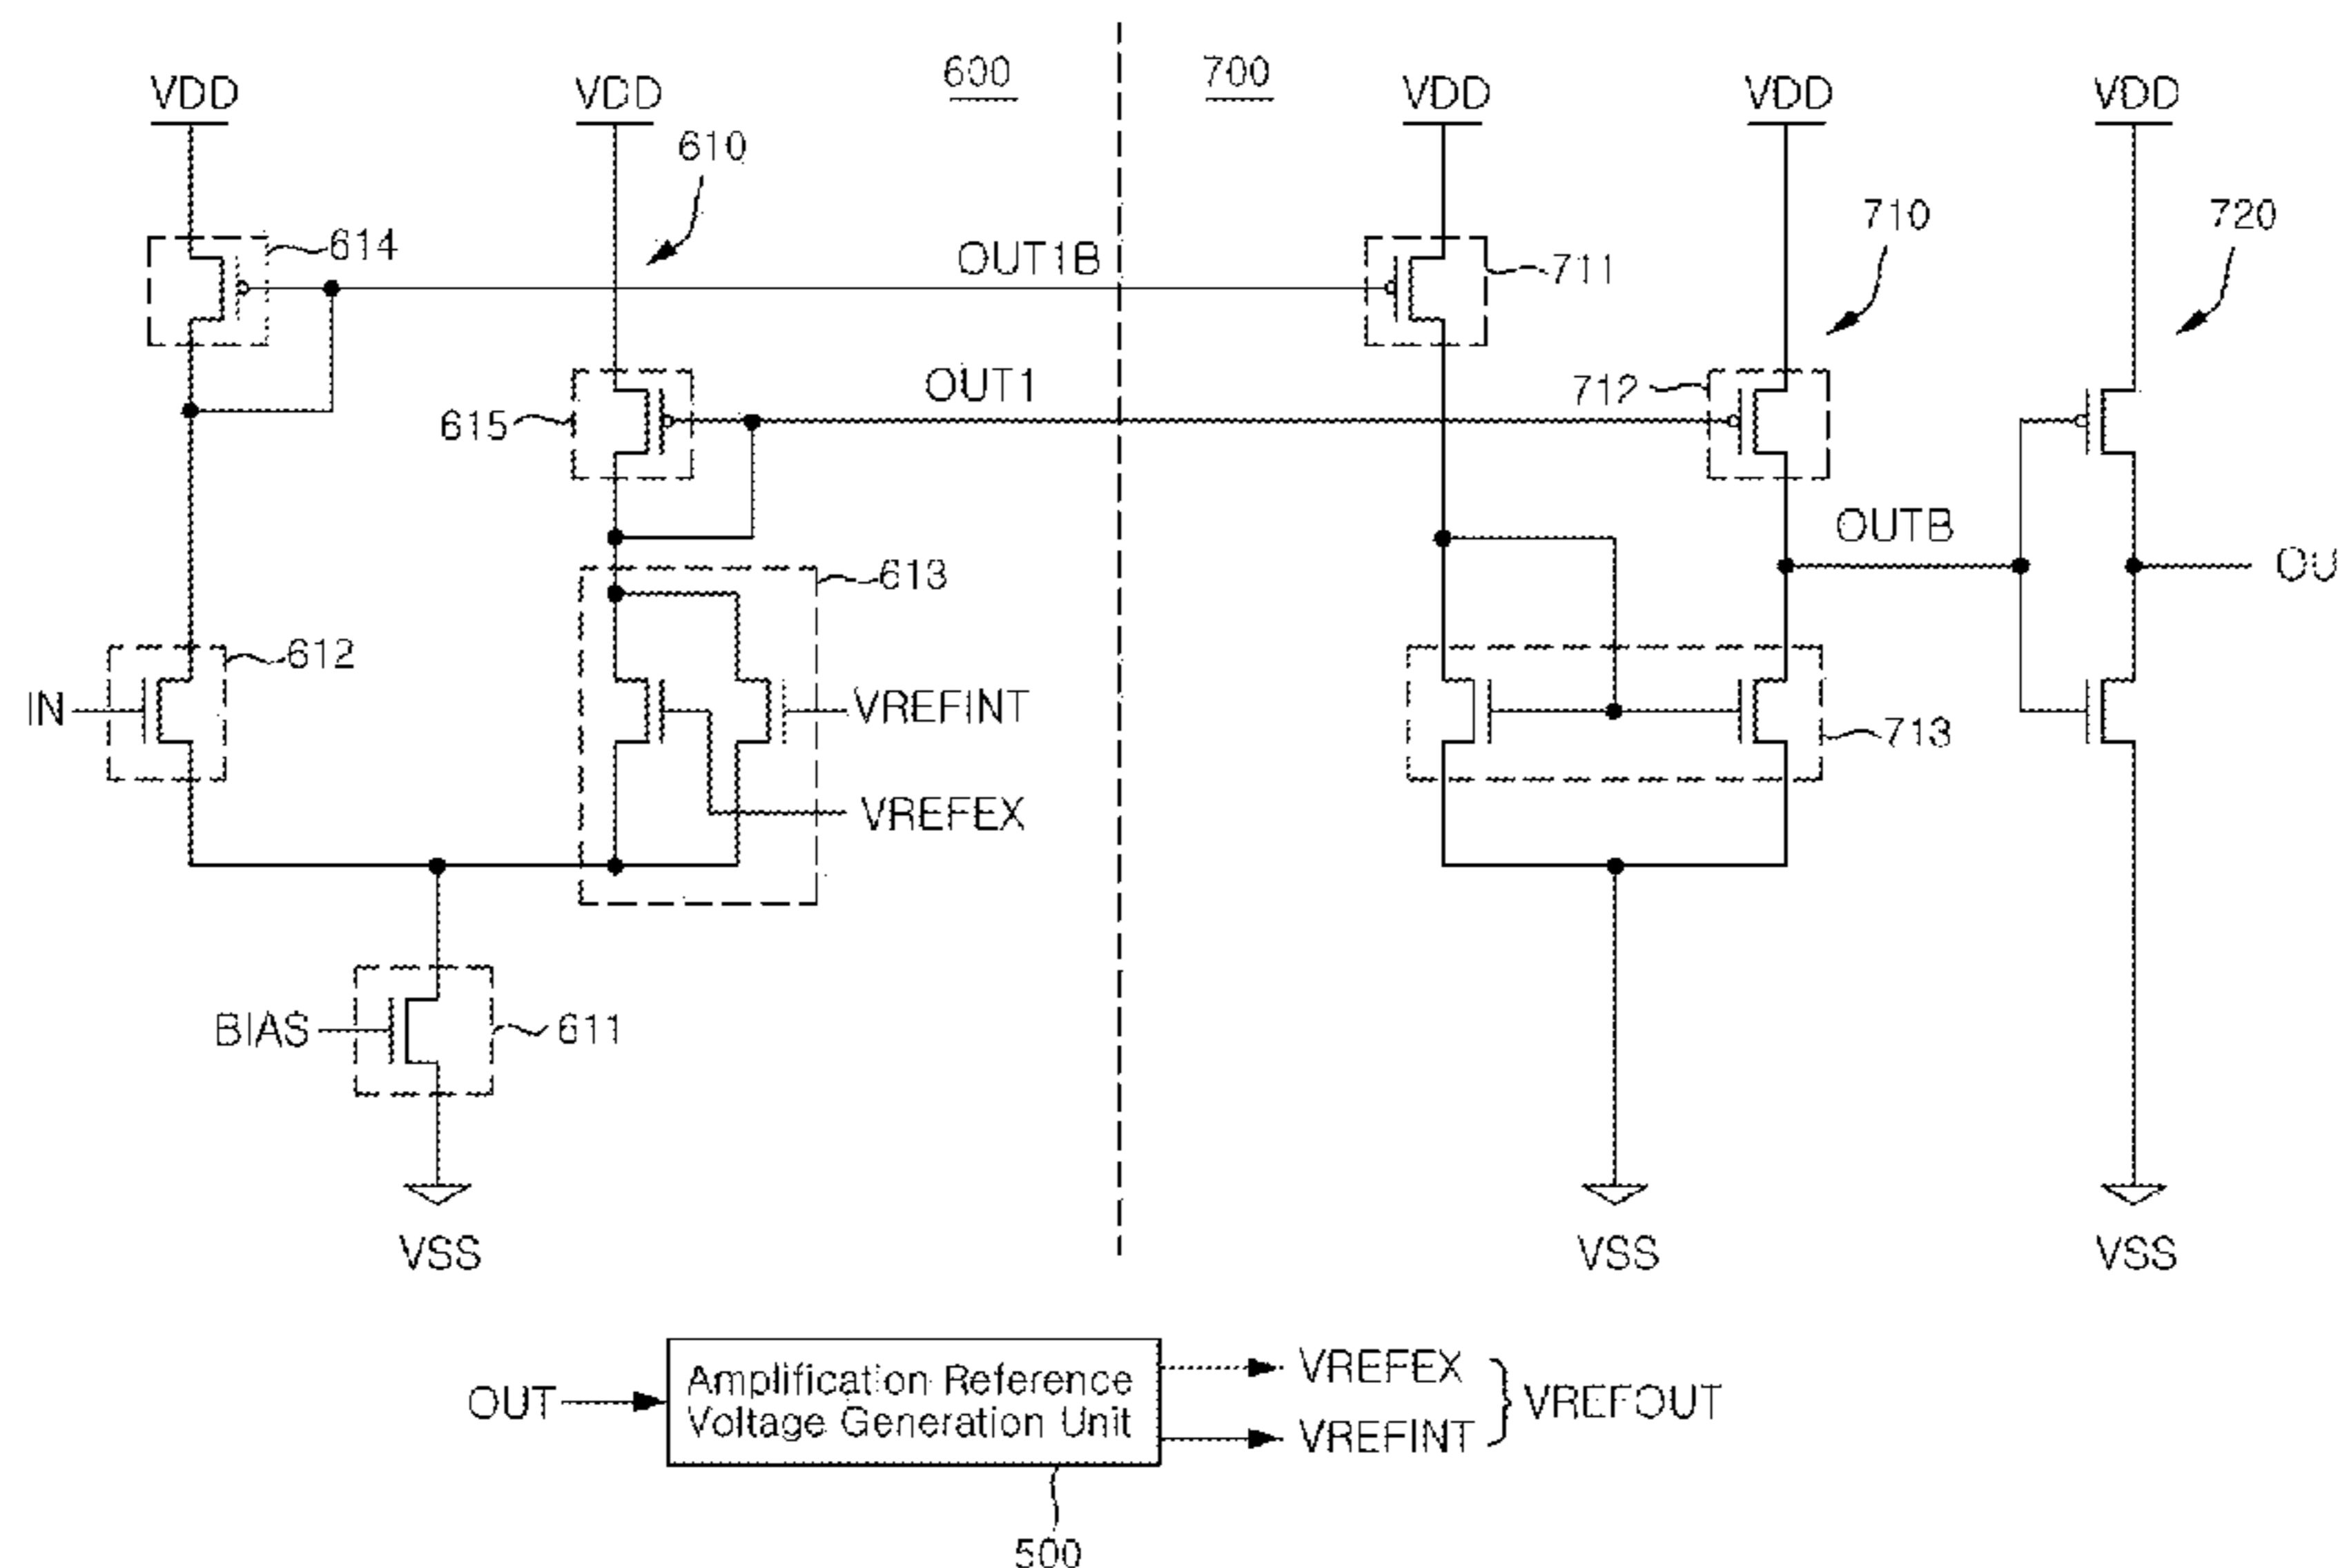 600 700
VDD VDD VDD VDD VDD
610
614 OUT1B 711 710 720
615 OUT1 712
OUTB OU
613
612
IN VREFINT 713
VREFEX
BIAS 611
VSS VSS VSS
OUT Amplification Reference Voltage Generation Unit VREFEX
VREFINT VREFOUT
500